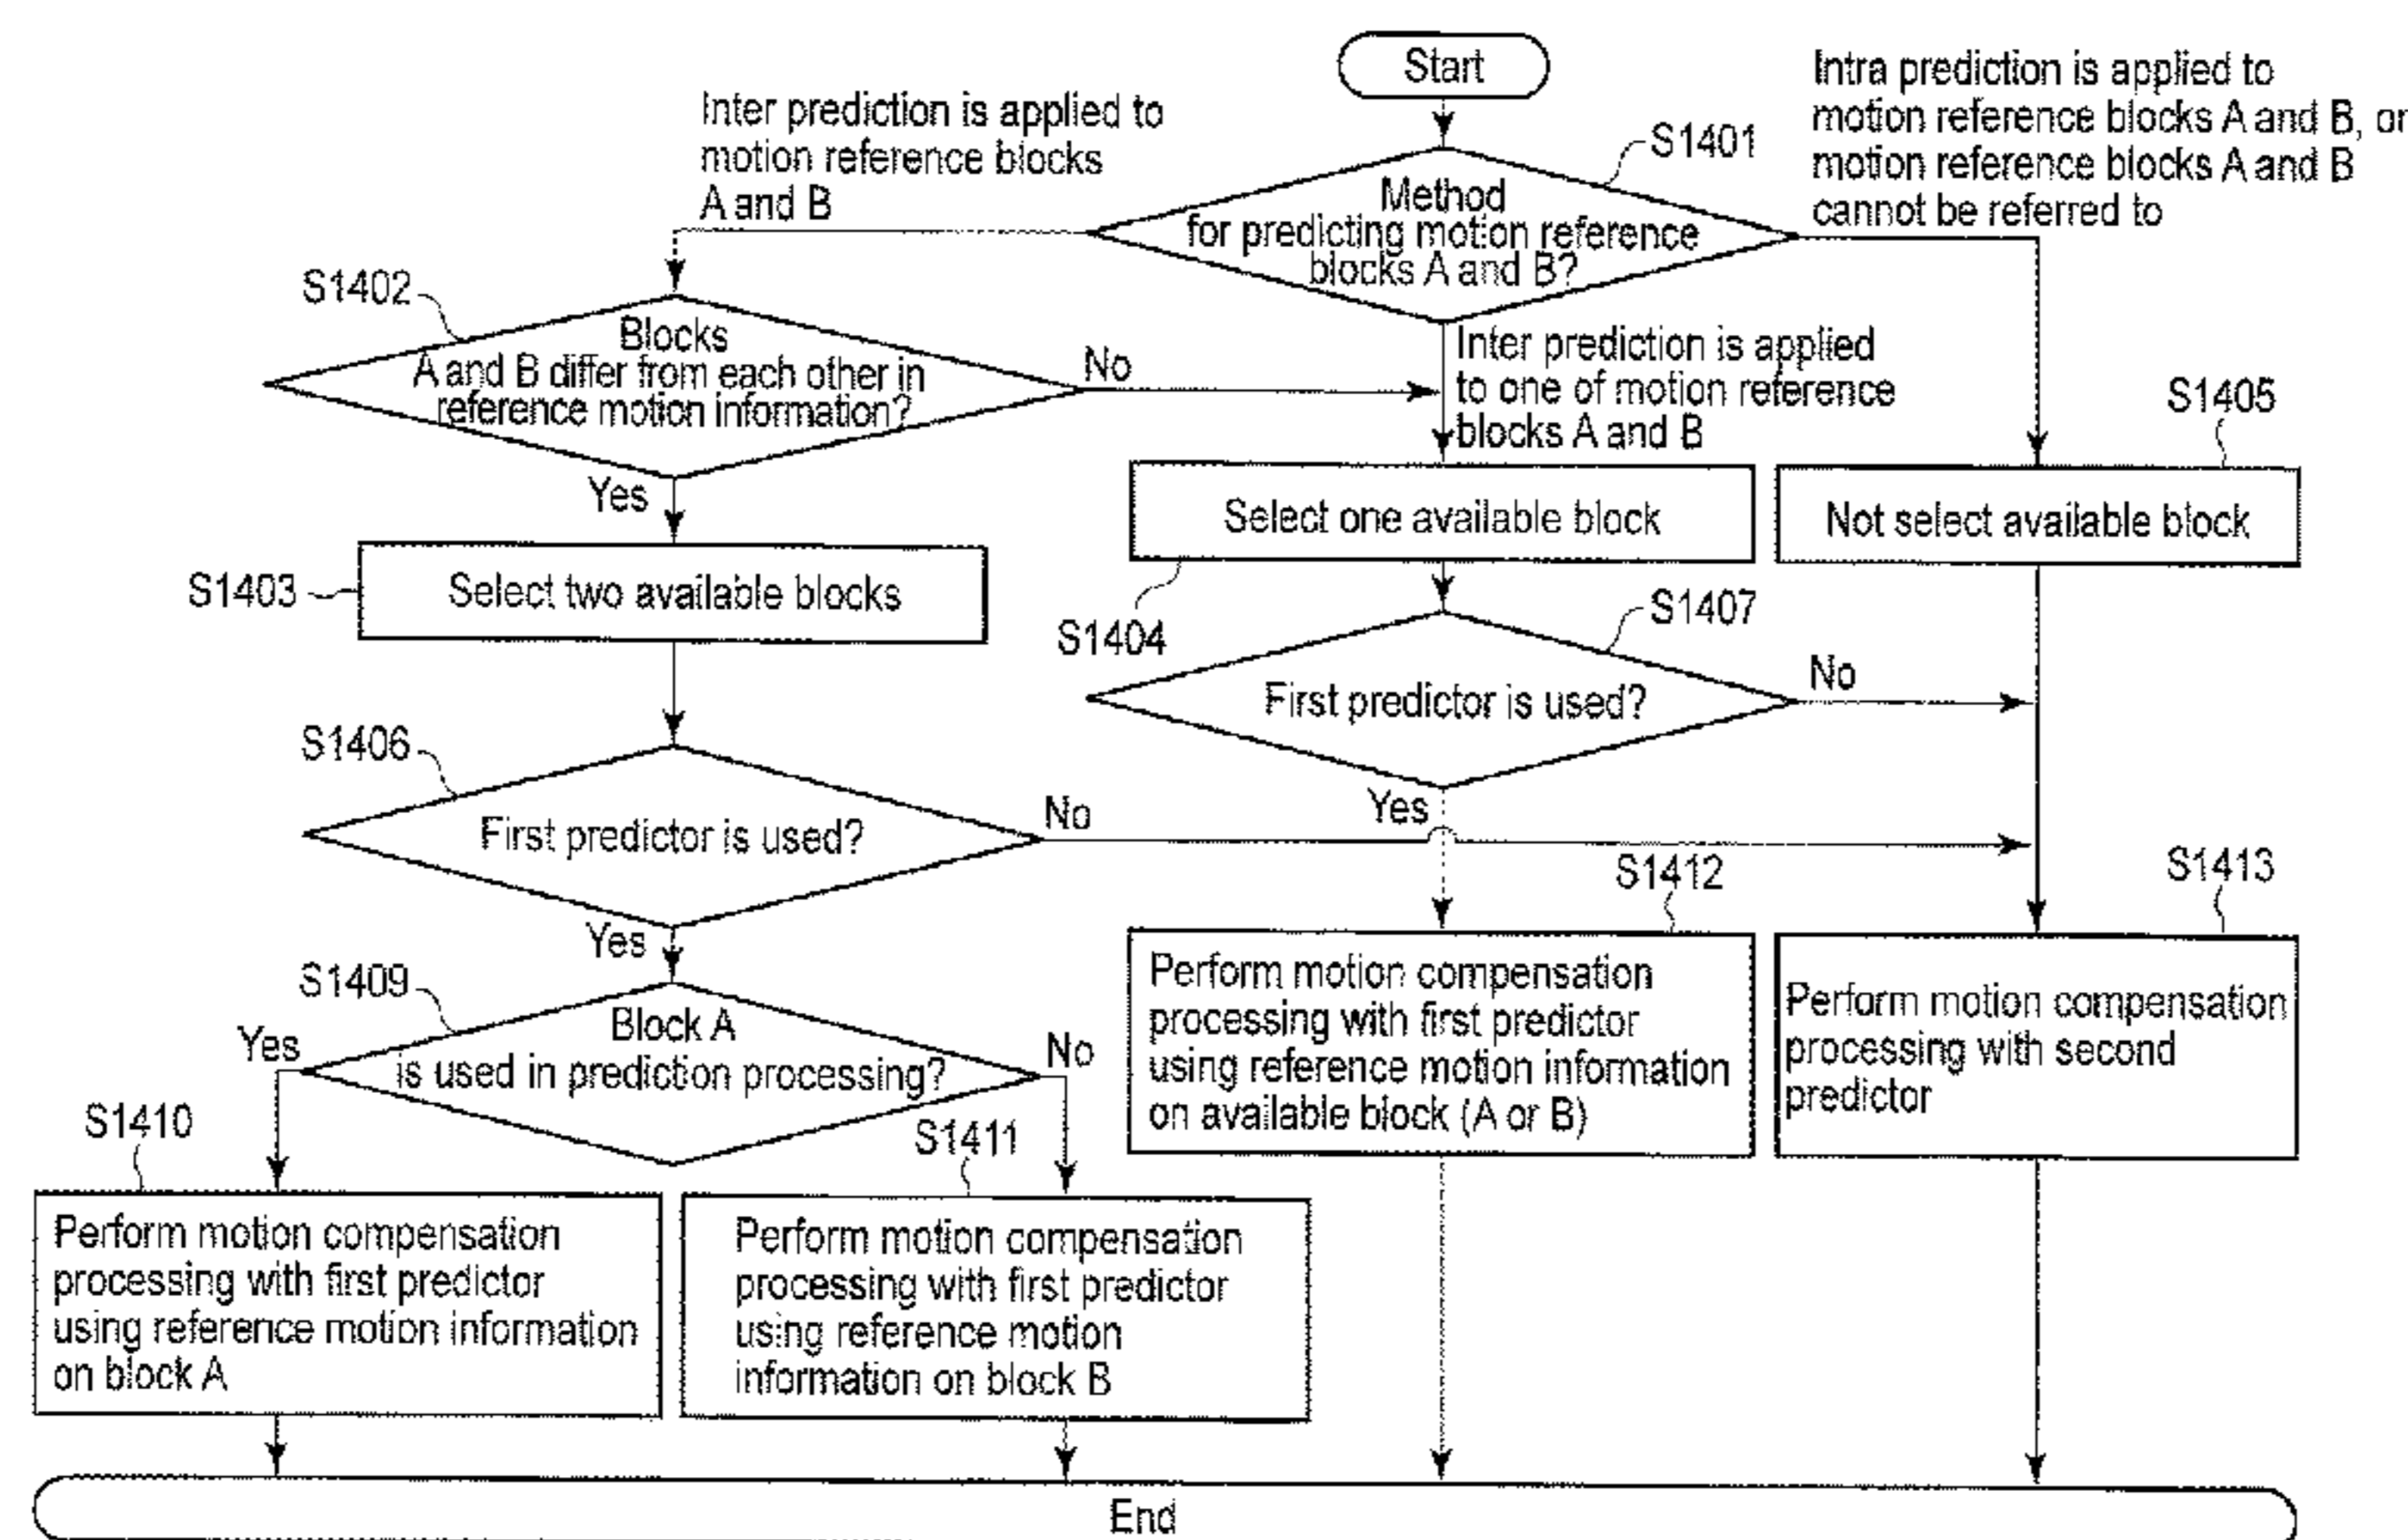 Start
Inter prediction is applied to
motion reference blocks
A and B
Intra prediction is applied to
motion reference blocks A and B, or
motion reference blocks A and B
cannot be referred to
S1401
Method
for predicting motion reference
blocks A and B?
S1402
Blocks
A and B differ from each other in
reference motion information?
No
Yes
Inter prediction is applied
to one of motion reference
blocks A and B
S1405
Select one available block
Not select available block
S1403
Select two available blocks
S1404
S1407
First predictor is used?
No
Yes
S1406
First predictor is used?
No
Yes
S1412
S1413
Perform motion compensation
processing with first predictor
using reference motion information
on available block (A or B)
Perform motion compensation
processing with second
predictor
S1409
Block A
is used in prediction processing?
Yes
No
S1410
S1411
Perform motion compensation
processing with first predictor
using reference motion information
on block A
Perform motion compensation
processing with first predictor
using reference motion
information on block B
End